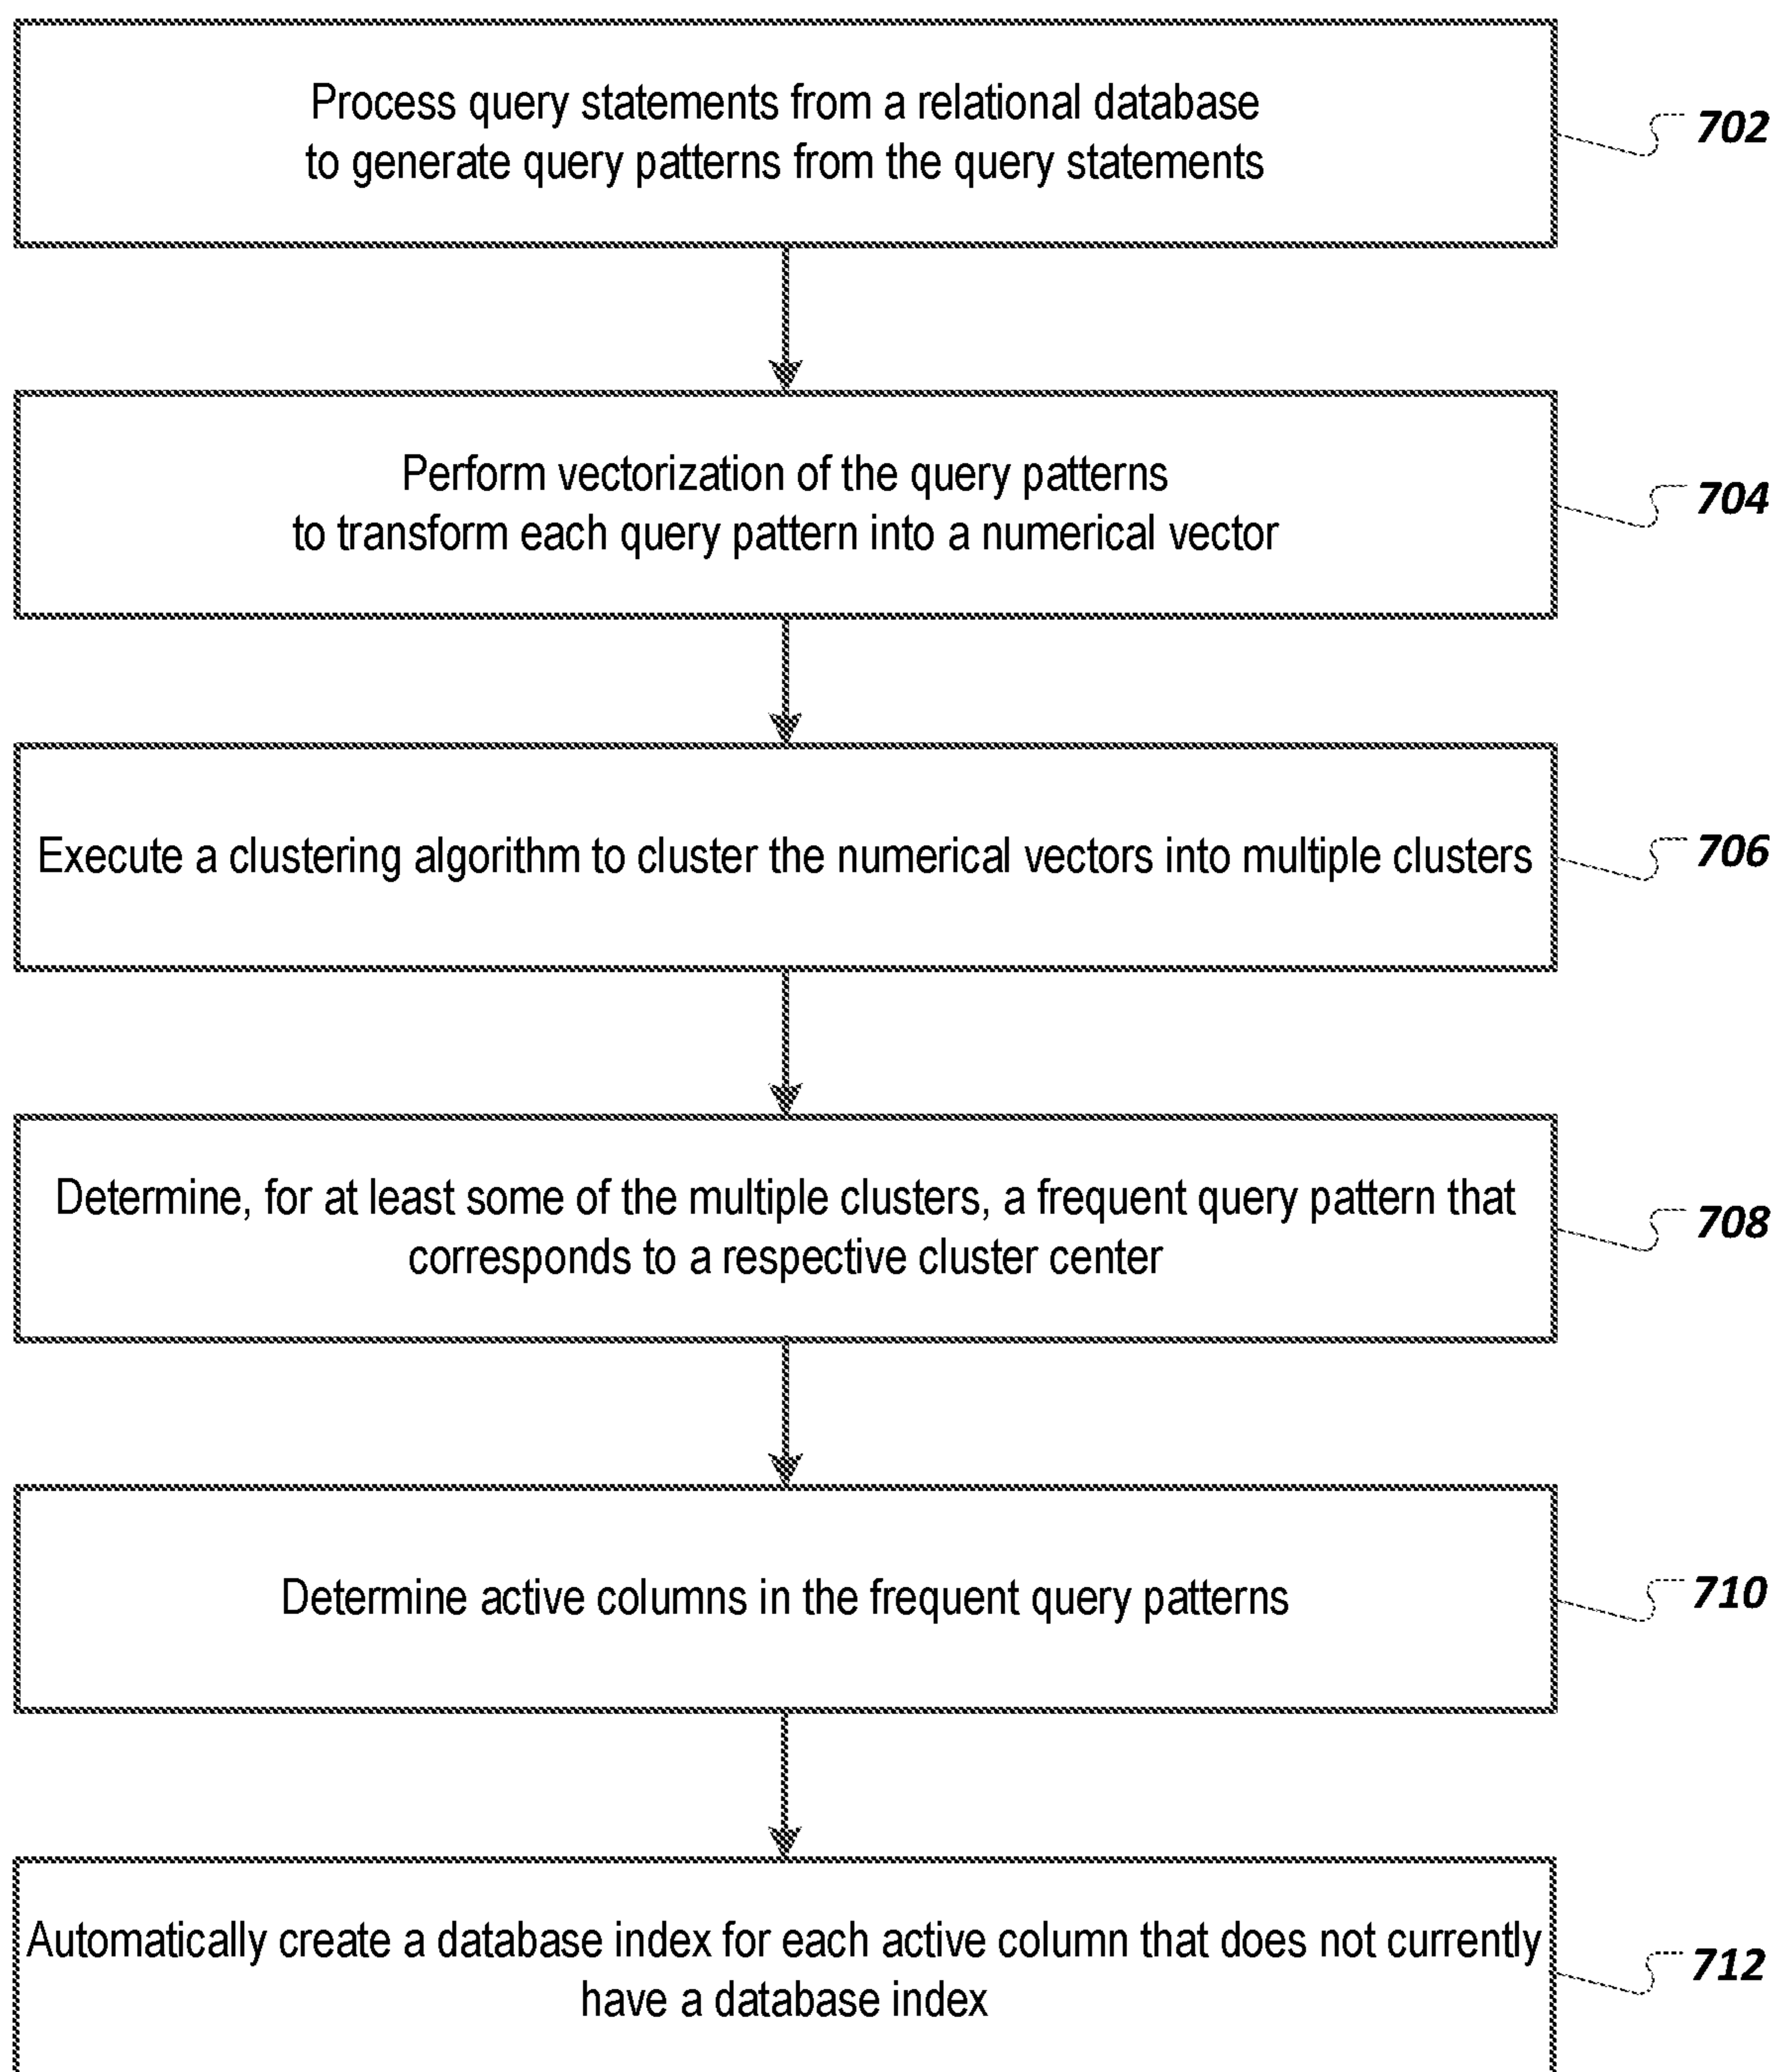 Process query statements from a relational database
to generate query patterns from the query statements
702
Perform vectorization of the query patterns
to transform each query pattern into a numerical vector
704
Execute a clustering algorithm to cluster the numerical vectors into multiple clusters
706
Determine, for at least some of the multiple clusters, a frequent query pattern that
corresponds to a respective cluster center
708
Determine active columns in the frequent query patterns
710
Automatically create a database index for each active column that does not currently
have a database index
712